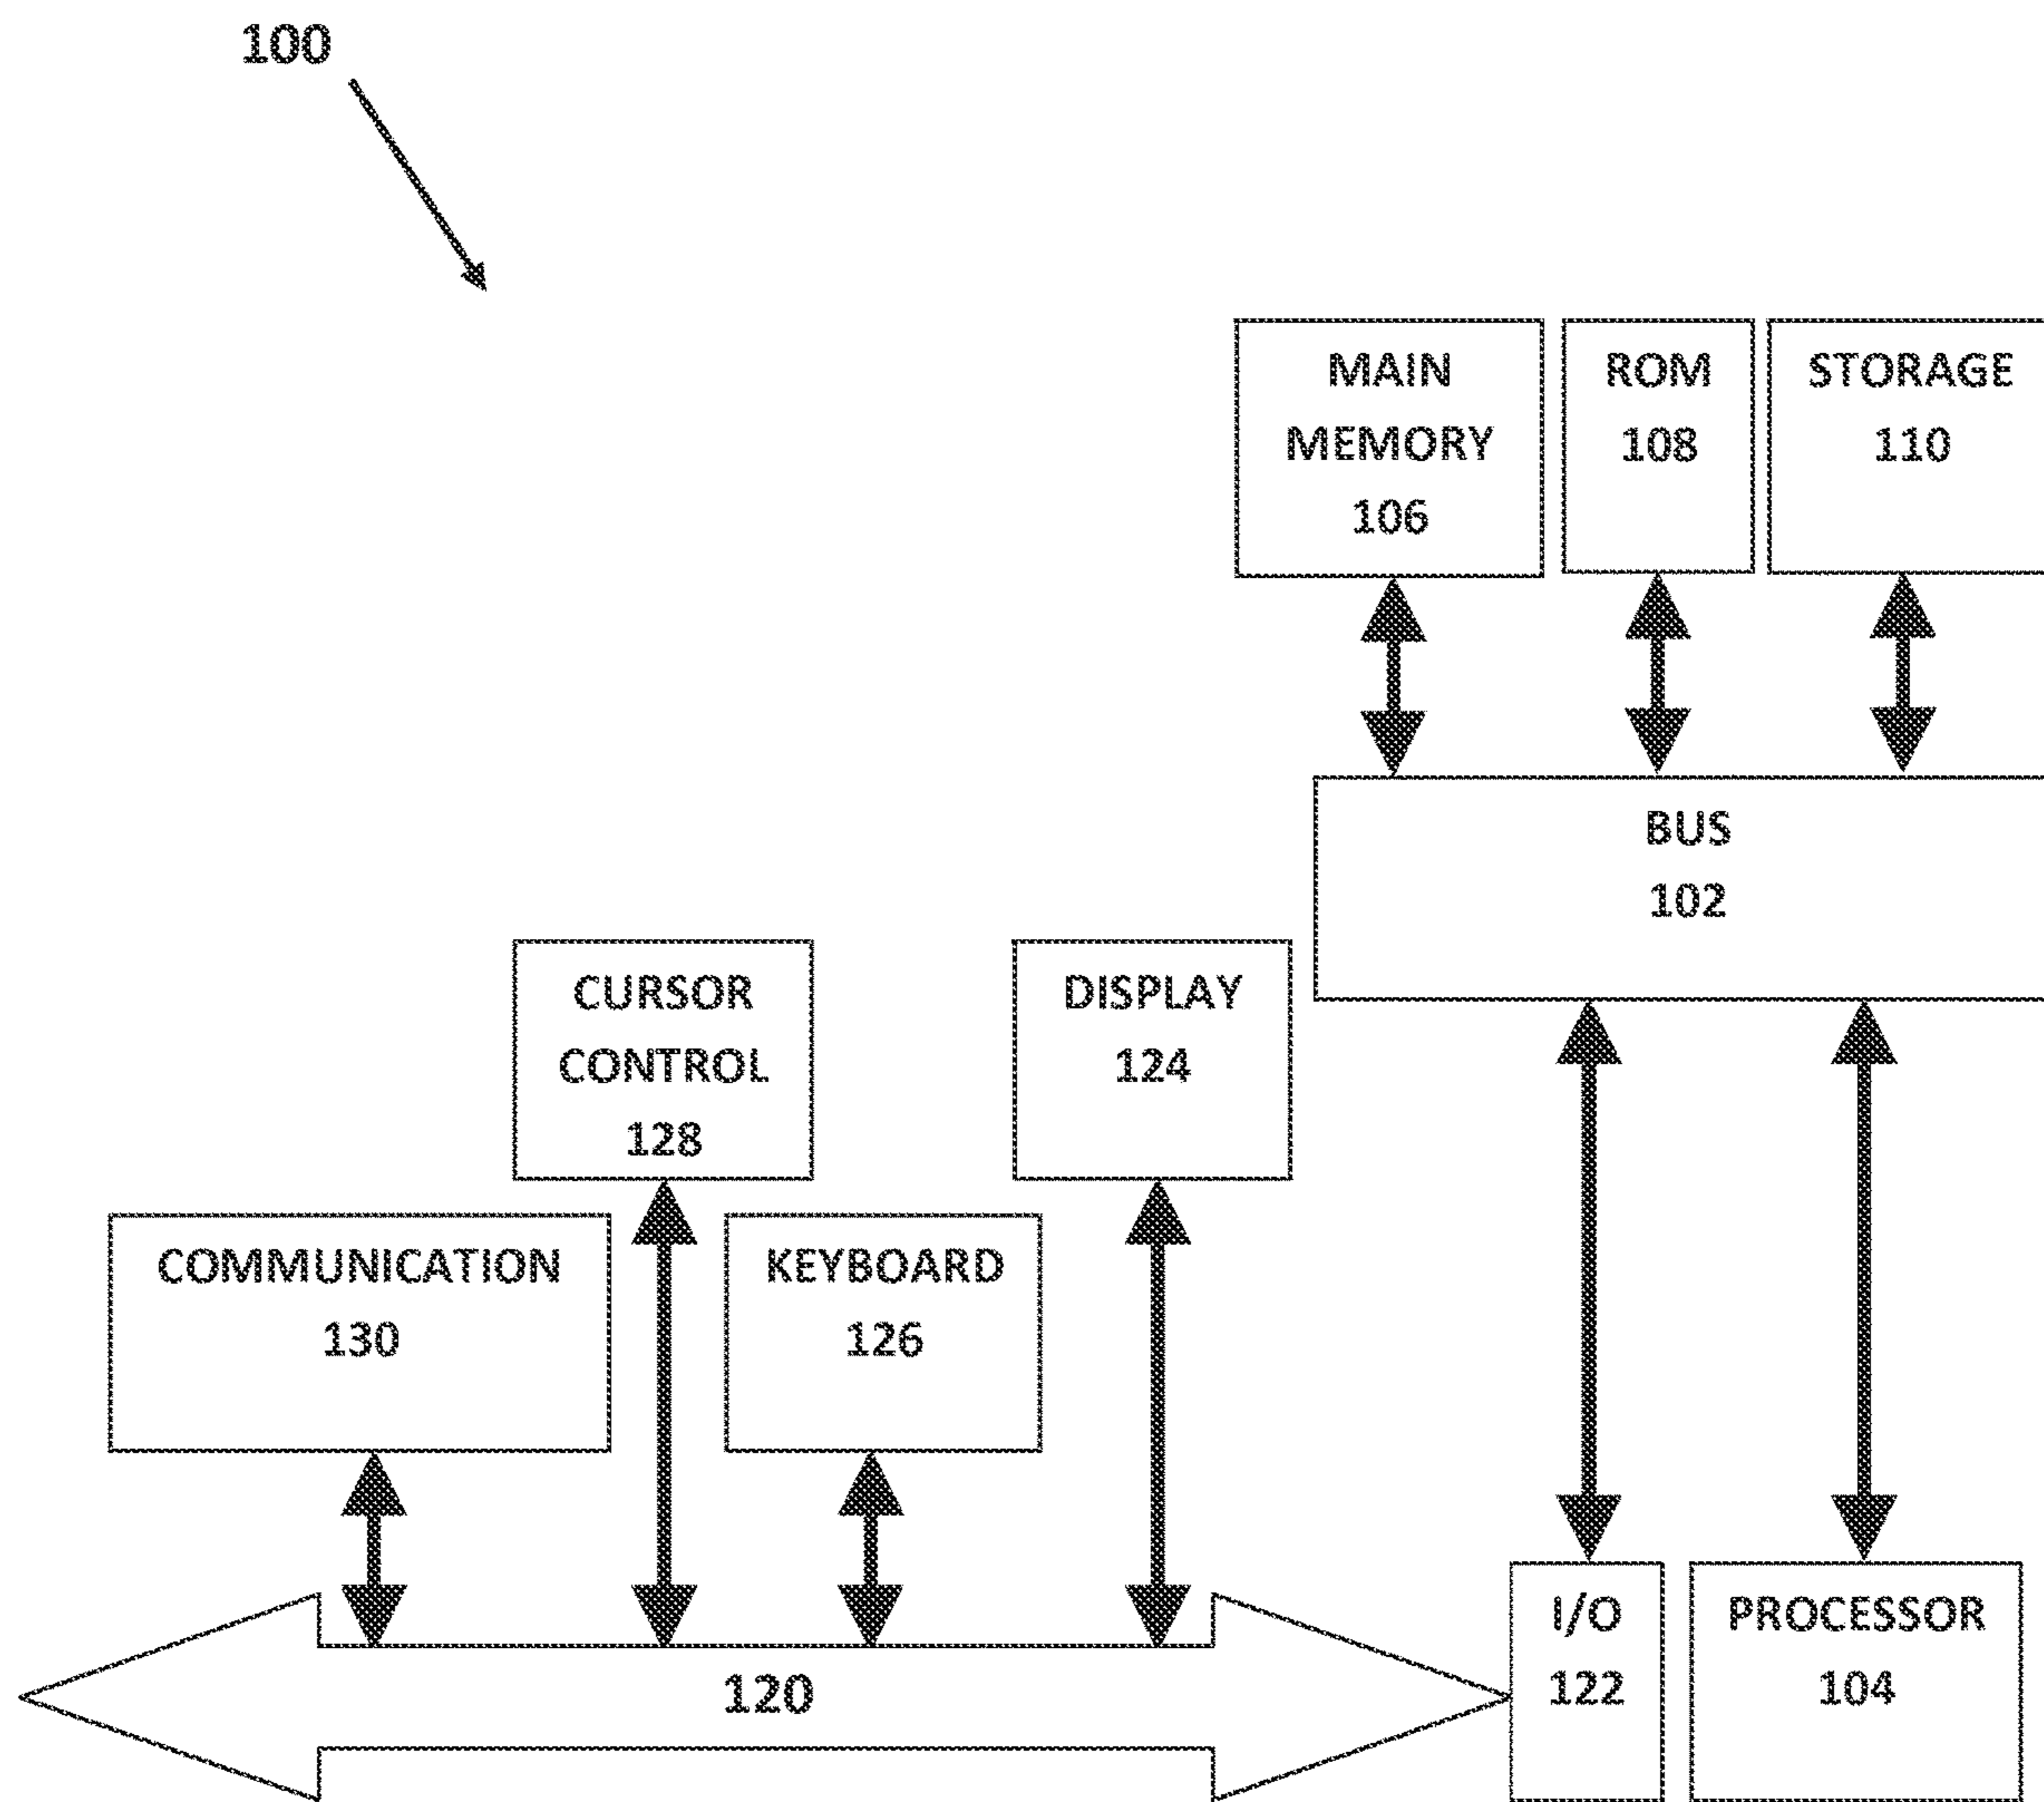 100
MAIN
MEMORY
106
ROM
108
STORAGE
110
BUS
102
CURSOR
CONTROL
128
DISPLAY
124
COMMUNICATION
130
KEYBOARD
126
120
I/O
122
PROCESSOR
104